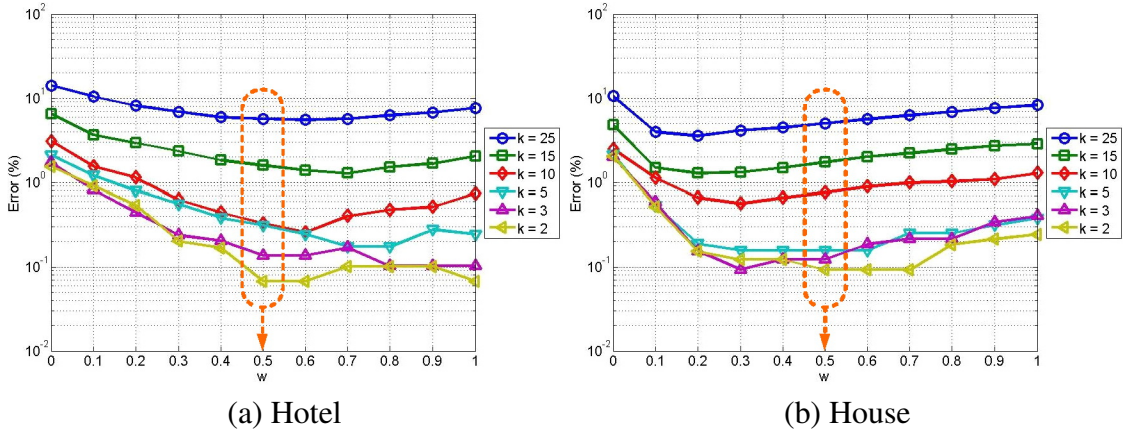 10^2
10^1
10^0
10^-1
10^-2
Error (%)
0 0.1 0.2 0.3 0.4 0.5 0.6 0.7 0.8 0.9 1
w
k = 25
k = 15
k = 10
k = 5
k = 3
k = 2
(a) Hotel
10^2
10^1
10^0
10^-1
10^-2
Error (%)
0 0.1 0.2 0.3 0.4 0.5 0.6 0.7 0.8 0.9 1
w
k = 25
k = 15
k = 10
k = 5
k = 3
k = 2
(b) House